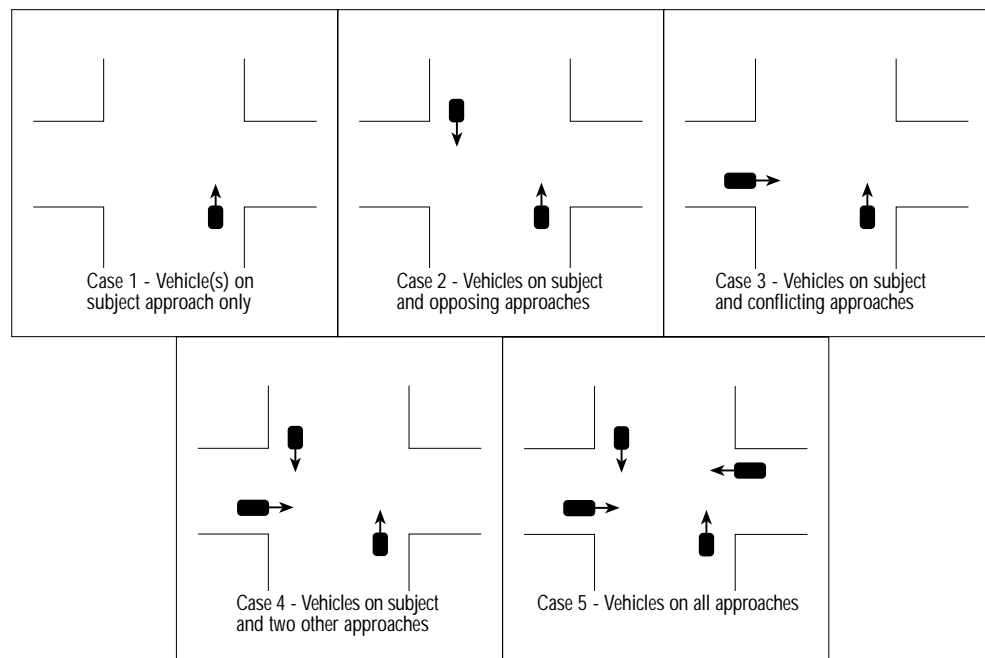 Case 1 - Vehicle(s) on
subject approach only
Case 2 - Vehicles on subject
and opposing approaches
Case 3 - Vehicles on subject
and conflicting approaches
Case 4 - Vehicles on subject
and two other approaches
Case 5 - Vehicles on all approaches